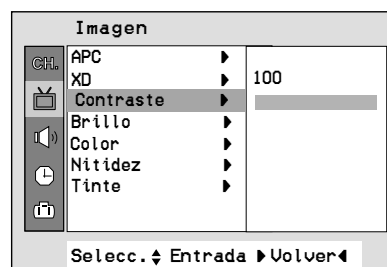 Imagen
CH.
APC
XD
100
Contraste
Brillo
Color
Nitidez
Tinte
Selecc. Entrada Volver